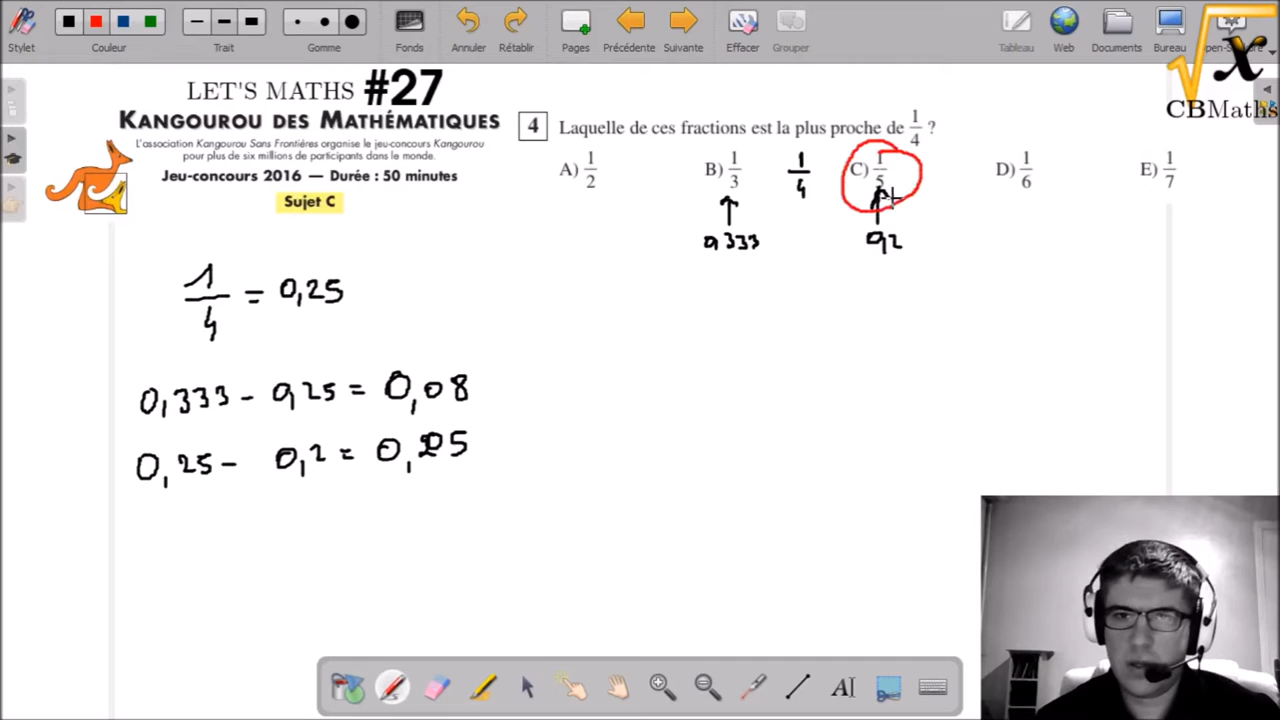 Stylet Couleur Trait Gomme Fonds Annuler Rétablir Pages Précédente Suivante Effacer Grouper Tableau Web Documents Bureau
LET'S MATHS #27
KANGOUROU DES MATHÉMATIQUES
L'association Kangourou Sans Frontières organise le jeu-concours Kangourou
pour plus de six millions de participants dans le monde.
Jeu-concours 2016 — Durée : 50 minutes
Sujet C
√x
CBMaths
4 Laquelle de ces fractions est la plus proche de 1/4 ?
A) 1/2 B) 1/3 1/4 C) 1/5 D) 1/6 E) 1/7
0,333 0,2
1/4 = 0,25
0,333 - 0,25 = 0,08
0,25 - 0,2 = 0,05
AI